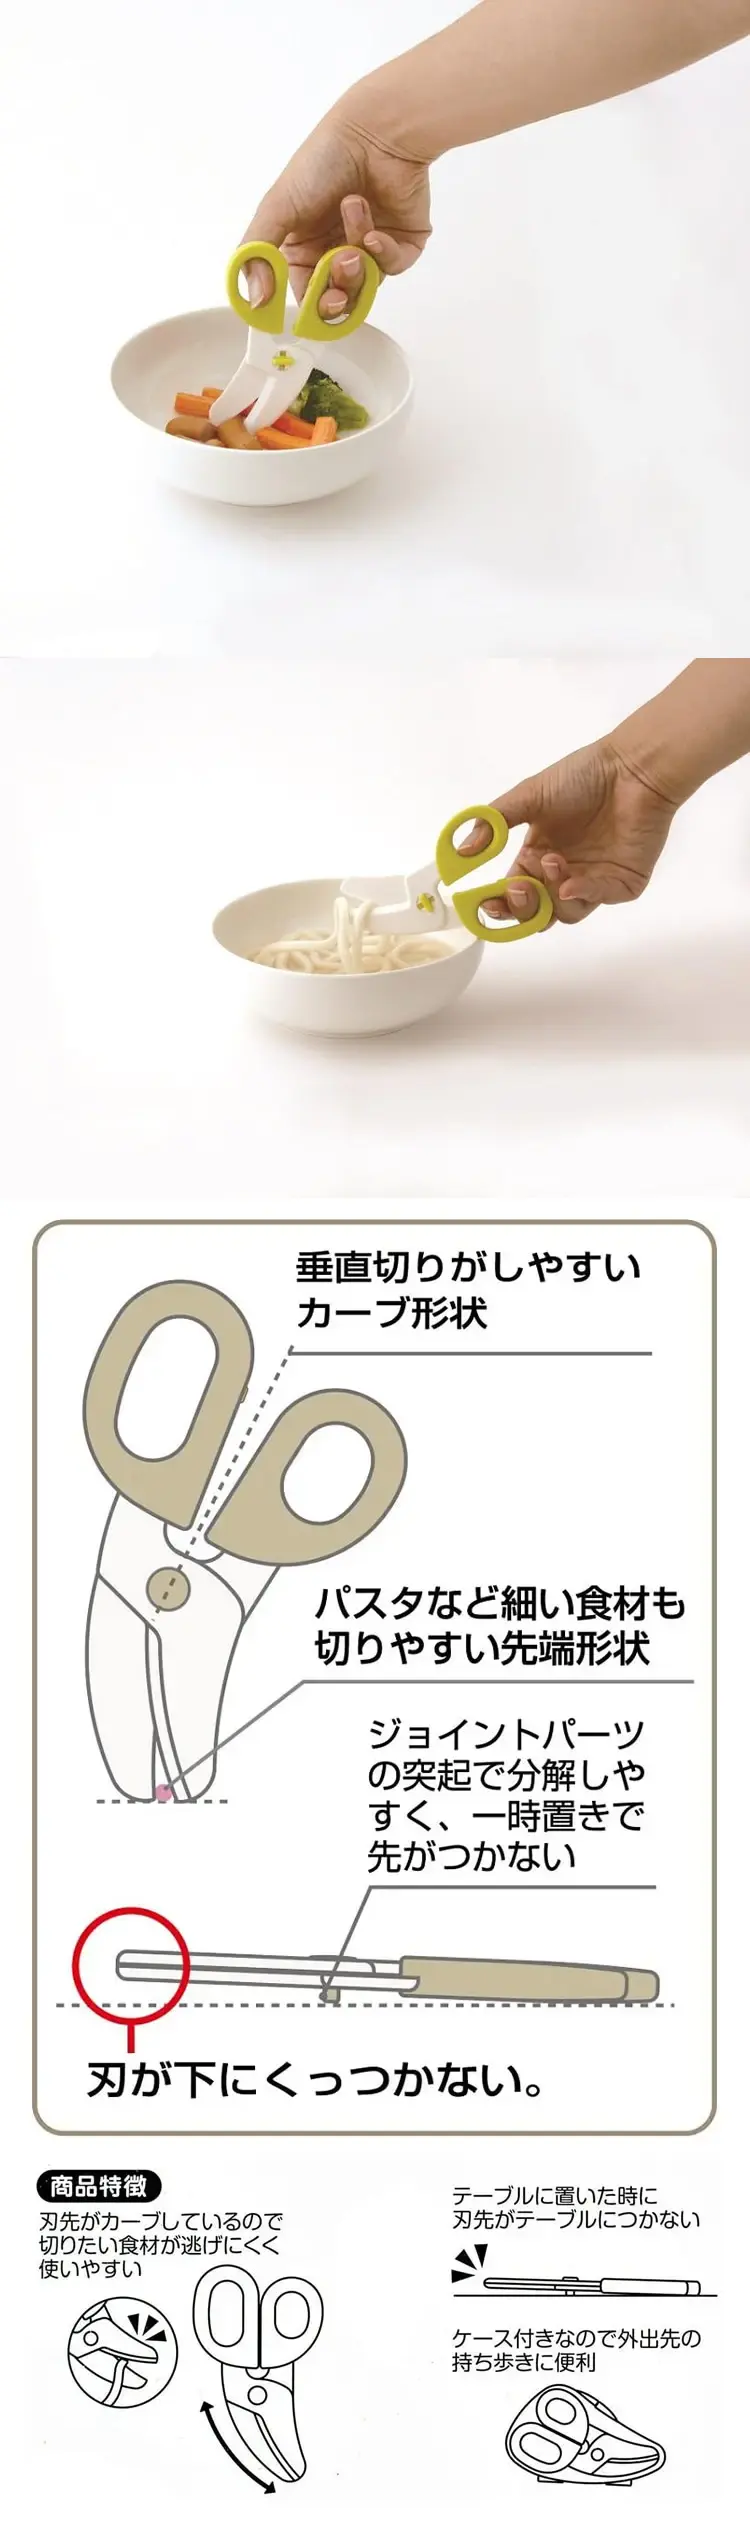 垂直切りがしやすい
カーブ形状
パスタなど細い食材も
切りやすい先端形状
ジョイントパーツ
の突起で分解しや
すく、一時置きで
先がつかない
刃が下にくっつかない。
商品特徴
刃先がカーブしているので
切りたい食材が逃げにくく
使いやすい
テーブルに置いた時に
刃先がテーブルにつかない
ケース付きなので外出先の
持ち歩きに便利